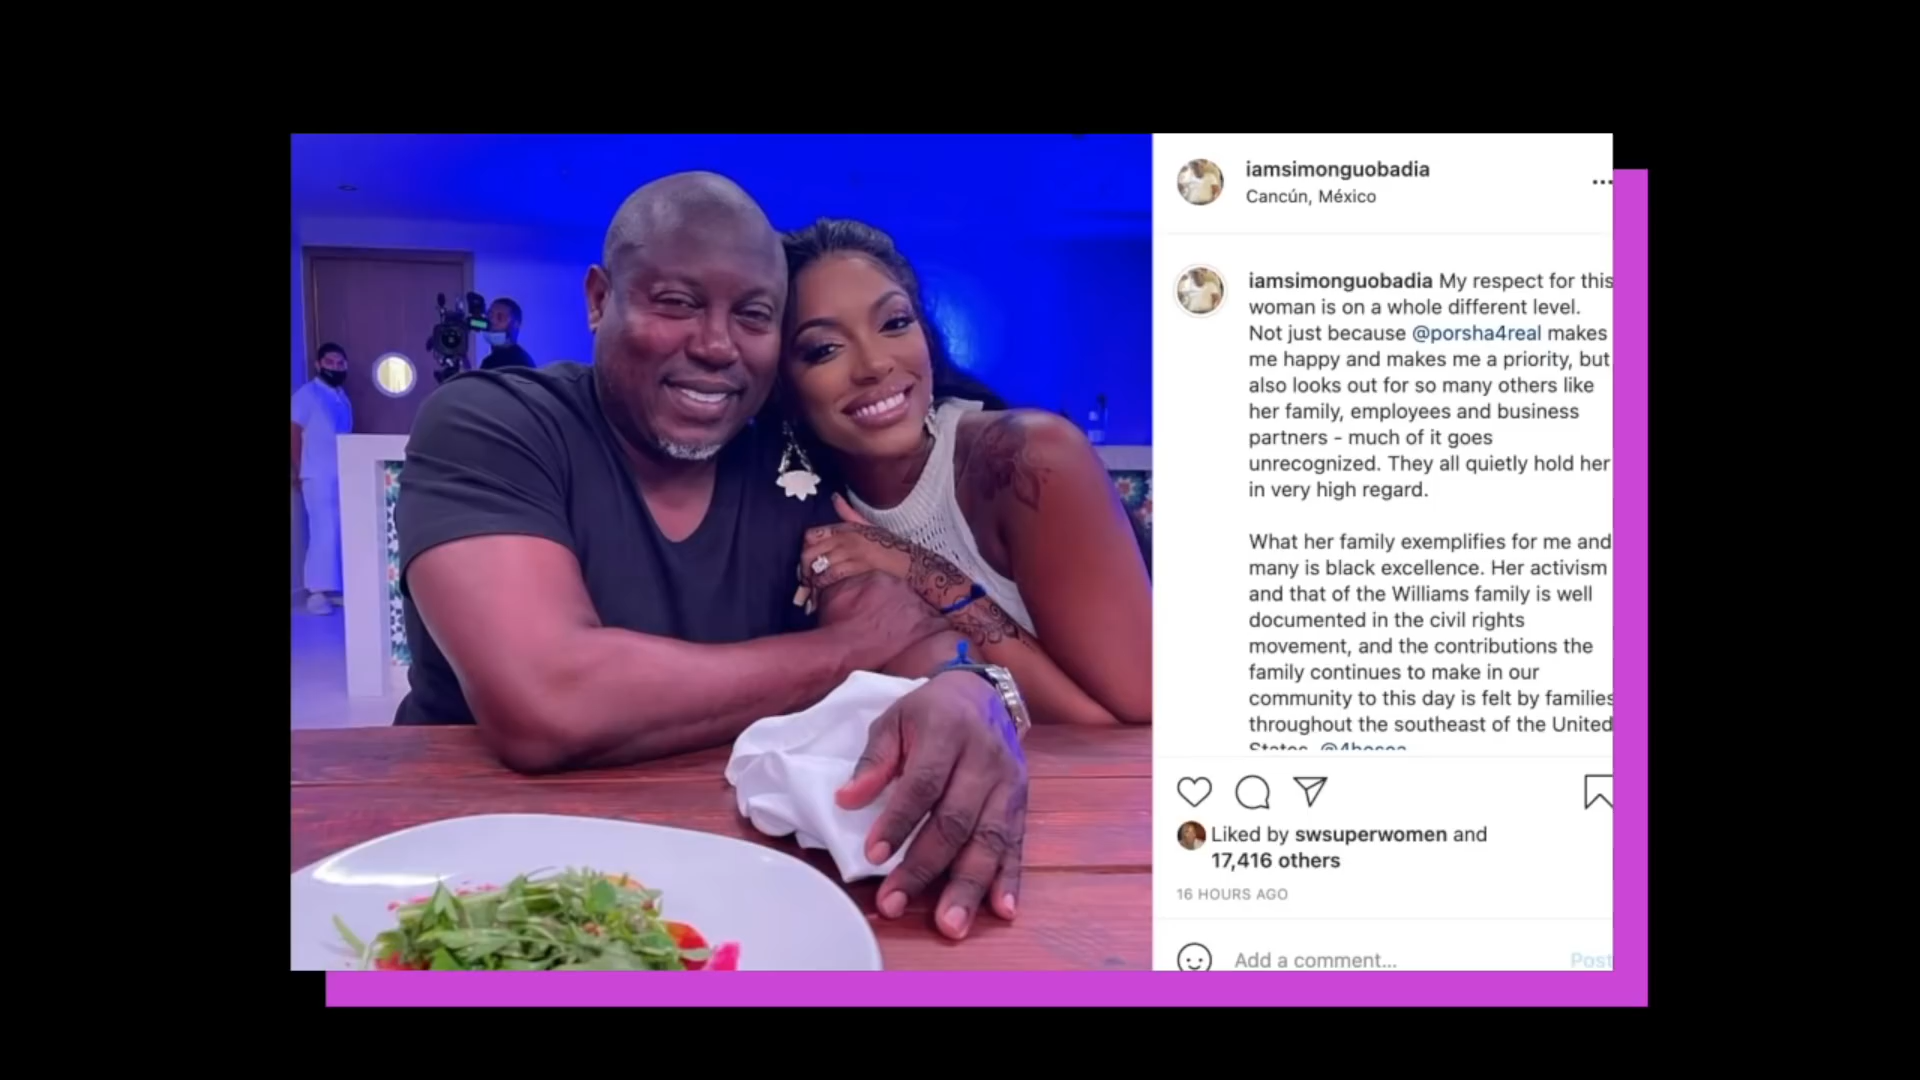 iamsimonguobadia
Cancún, México
iamsimonguobadia My respect for this
woman is on a whole different level.
Not just because @porsha4real makes
me happy and makes me a priority, but
also looks out for so many others like
her family, employees and business
partners - much of it goes
unrecognized. They all quietly hold her
in very high regard.
What her family exemplifies for me and
many is black excellence. Her activism
and that of the Williams family is well
documented in the civil rights
movement, and the contributions the
family continues to make in our
community to this day is felt by families
throughout the southeast of the United
States.
Liked by swsuperwomen and
17,416 others
16 HOURS AGO
Add a comment... Post